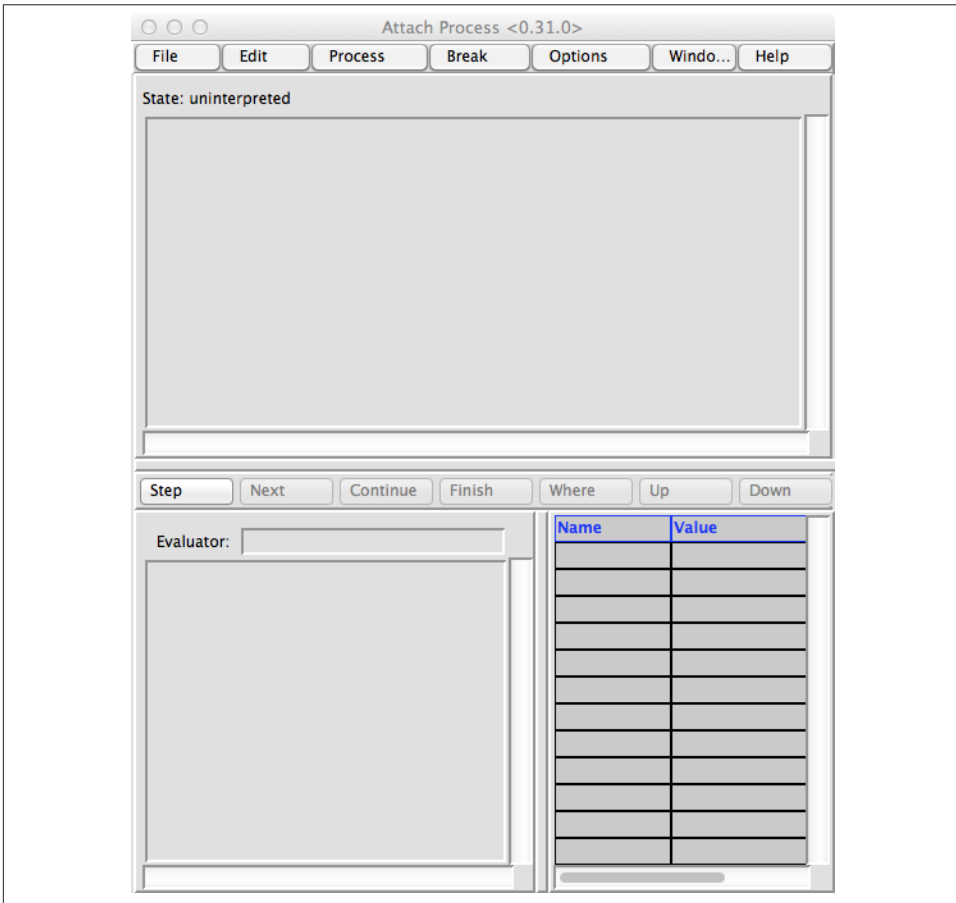 Attach Process <0.31.0>
File Edit Process Break Options Windo... Help
State: uninterpreted
Step Next Continue Finish Where Up Down
Evaluator:
Name Value